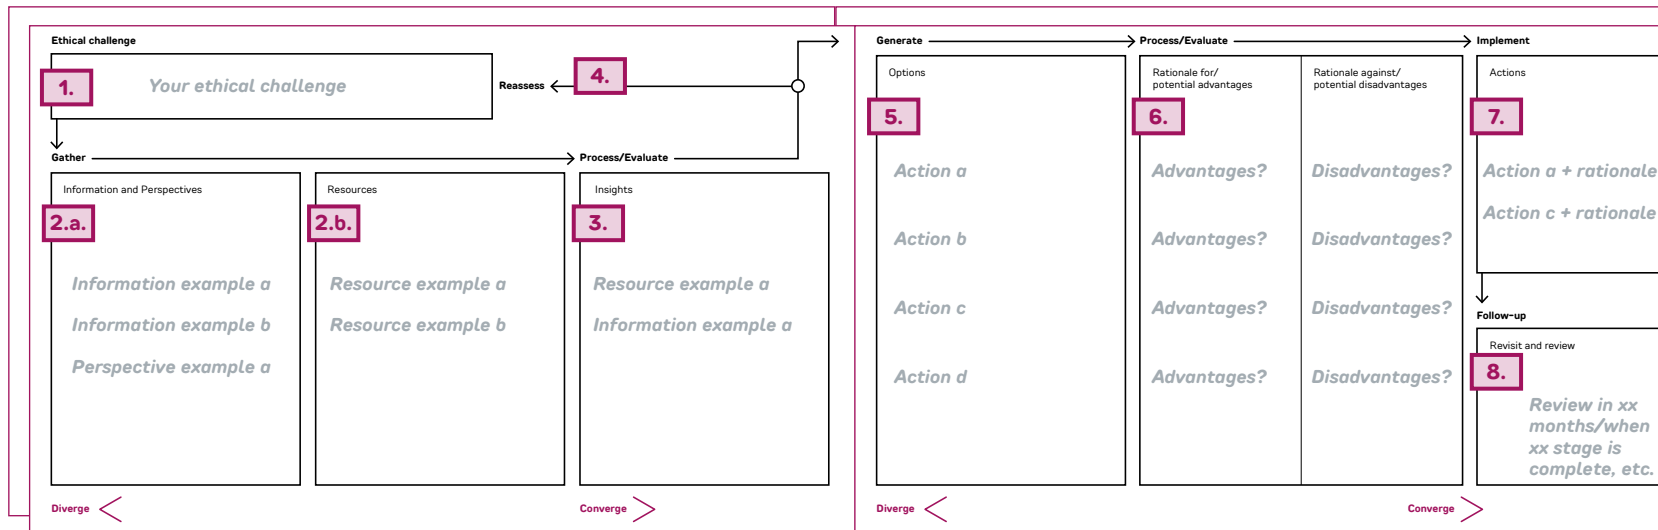 Ethical challenge
1.
Your ethical challenge
Reassess
4.
Gather
Process/Evaluate
Information and Perspectives
2.a.
Information example a
Information example b
Perspective example a
Resources
2.b.
Resource example a
Resource example b
Insights
3.
Resource example a
Information example a
Diverge
Converge
Generate
Process/Evaluate
Implement
Options
5.
Action a
Action b
Action c
Action d
Rationale for/
potential advantages
6.
Advantages?
Advantages?
Advantages?
Advantages?
Rationale against/
potential disadvantages
Disadvantages?
Disadvantages?
Disadvantages?
Disadvantages?
Actions
7.
Action a + rationale
Action c + rationale
Follow-up
Revisit and review
8.
Review in xx
months/when
xx stage is
complete, etc.
Diverge
Converge